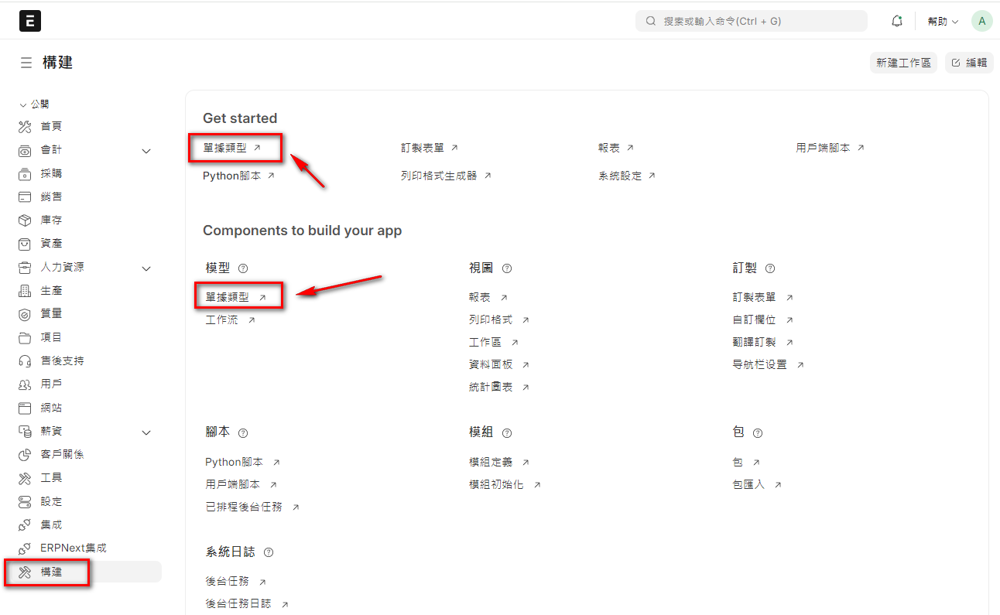 E
搜索或輸入命令(Ctrl + G)
幫助
A
構建
新建工作區
編輯
公開
首頁
會計
採購
銷售
庫存
資產
人力資源
生產
質量
項目
售後支持
用戶
網站
薪資
客戶關係
工具
設定
集成
ERPNext集成
構建
Get started
單據類型 訂製表單 報表 用戶端腳本
Python腳本 列印格式生成器 系統設定
Components to build your app
模型 視圖 訂製
單據類型 報表 訂製表單
工作流 列印格式 自訂欄位
工作區 翻譯訂製
資料面板 导航栏设置
統計圖表
腳本 模組 包
Python腳本 模組定義 包
用戶端腳本 模組初始化 包匯入
已排程後台任務
系統日誌
後台任務
後台任務日誌